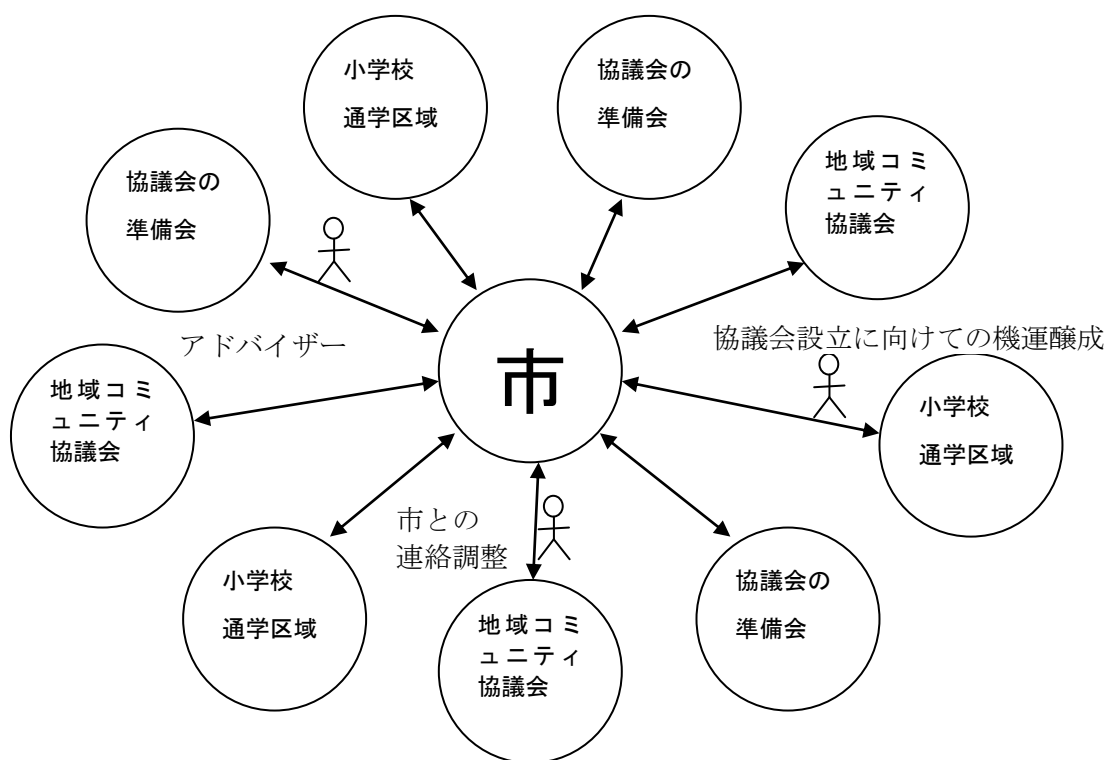 小学校
通学区域
協議会の
準備会
地域コミ
ュニティ
協議会
協議会の
準備会
アドバイザー
市
協議会設立に向けての機運醸成
地域コミ
ュニティ
協議会
小学校
通学区域
市との
連絡調整
小学校
通学区域
地域コミ
ュニティ
協議会
協議会の
準備会